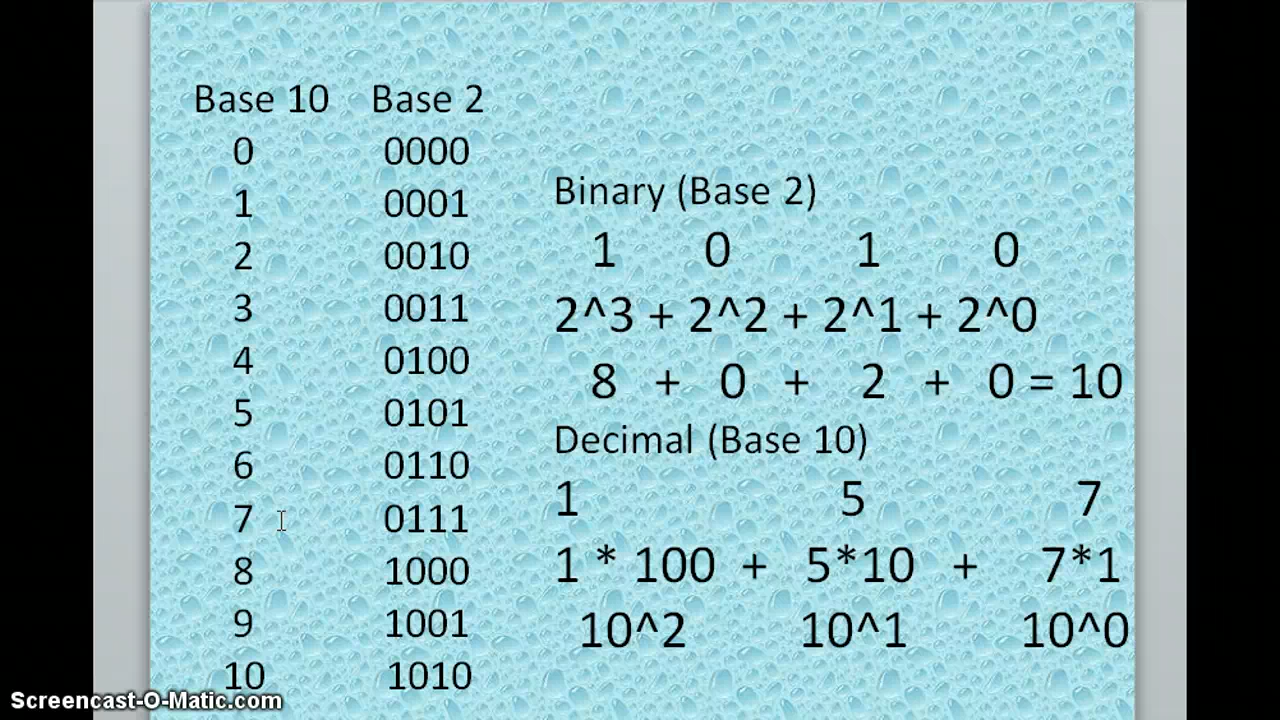 Base 10 Base 2
0 0000
1 0001
2 0010
3 0011
4 0100
5 0101
6 0110
7 0111
8 1000
9 1001
10 1010
Binary (Base 2)
1 0 1 0
2^3 + 2^2 + 2^1 + 2^0
8 + 0 + 2 + 0 = 10
Decimal (Base 10)
1 5 7
1 * 100 + 5*10 + 7*1
10^2 10^1 10^0
Screencast-O-Matic.com